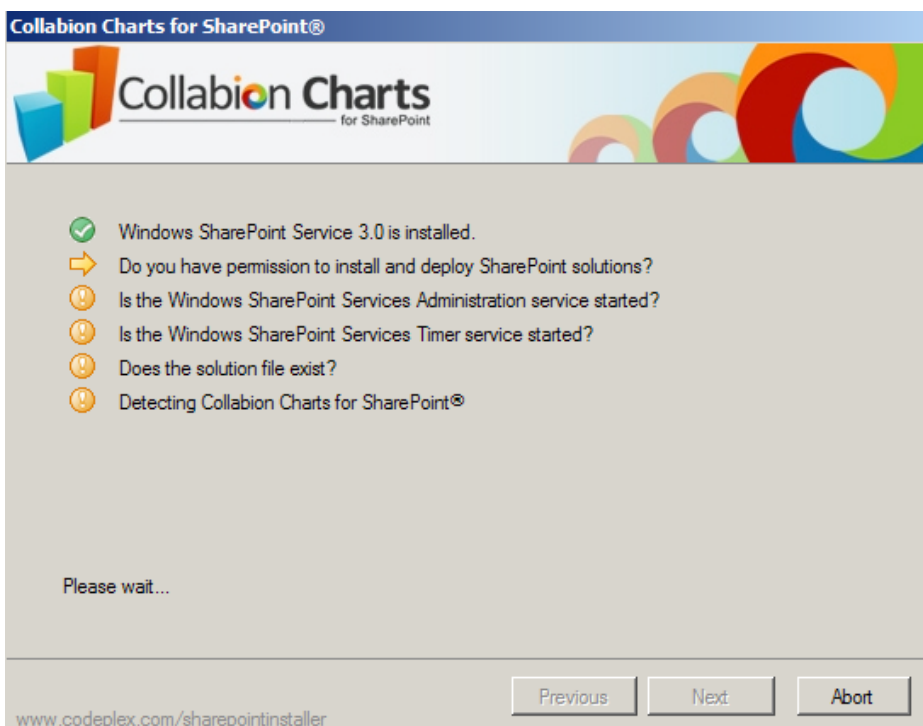 Collabion Charts for SharePoint®
Collabion Charts
for SharePoint
Windows SharePoint Service 3.0 is installed.
Do you have permission to install and deploy SharePoint solutions?
Is the Windows SharePoint Services Administration service started?
Is the Windows SharePoint Services Timer service started?
Does the solution file exist?
Detecting Collabion Charts for SharePoint®
Please wait...
Previous
Next
Abort
www.codeplex.com/sharepointinstaller